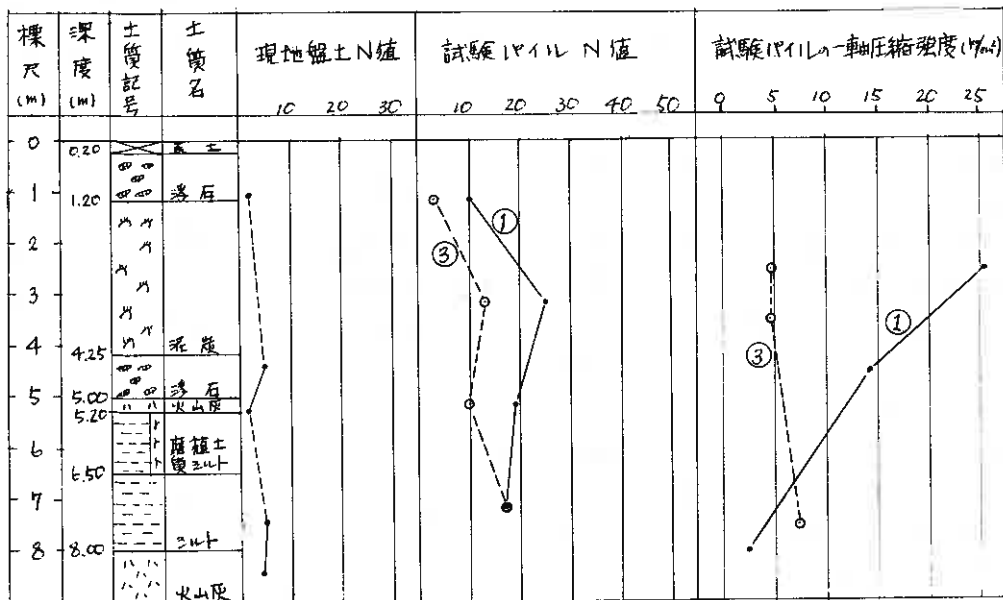 標尺(m) 深度(m) 土質記号 土質名 現地盤土N値 試験パイル N値 試験パイルの一軸圧縮強度
10 20 30 10 20 30 40 50 0 5 10 15 20 25
0
0.20 表土
1
1.20 浮石
2
③ ①
3
① ③
4
4.25 泥炭
5.00 浮石
5
5.20 火山灰
6
6.50 腐植土質シルト
7
8
8.00 シルト
火山灰